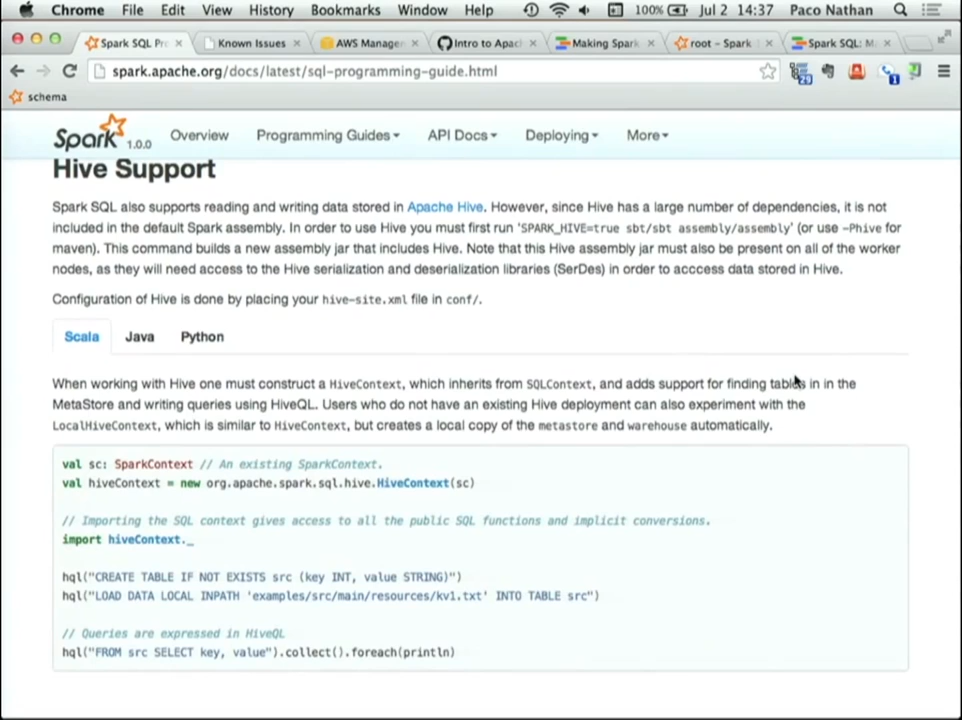 Chrome File Edit View History Bookmarks Window Help 100% Jul 2 14:37 Paco Nathan
Spark SQL Pro × Known Issues × AWS Manager × Intro to Apac × Making Spark × root – Spark × Spark SQL: M ×
spark.apache.org/docs/latest/sql-programming-guide.html 29 1
schema
Spark 1.0.0 Overview Programming Guides API Docs Deploying More
Hive Support
Spark SQL also supports reading and writing data stored in Apache Hive. However, since Hive has a large number of dependencies, it is not
included in the default Spark assembly. In order to use Hive you must first run 'SPARK_HIVE=true sbt/sbt assembly/assembly' (or use -Phive for
maven). This command builds a new assembly jar that includes Hive. Note that this Hive assembly jar must also be present on all of the worker
nodes, as they will need access to the Hive serialization and deserialization libraries (SerDes) in order to acccess data stored in Hive.
Configuration of Hive is done by placing your hive-site.xml file in conf/.
Scala Java Python
When working with Hive one must construct a HiveContext, which inherits from SQLContext, and adds support for finding tables in in the
MetaStore and writing queries using HiveQL. Users who do not have an existing Hive deployment can also experiment with the
LocalHiveContext, which is similar to HiveContext, but creates a local copy of the metastore and warehouse automatically.
val sc: SparkContext // An existing SparkContext.
val hiveContext = new org.apache.spark.sql.hive.HiveContext(sc)
// Importing the SQL context gives access to all the public SQL functions and implicit conversions.
import hiveContext._
hql("CREATE TABLE IF NOT EXISTS src (key INT, value STRING)")
hql("LOAD DATA LOCAL INPATH 'examples/src/main/resources/kv1.txt' INTO TABLE src")
// Queries are expressed in HiveQL
hql("FROM src SELECT key, value").collect().foreach(println)